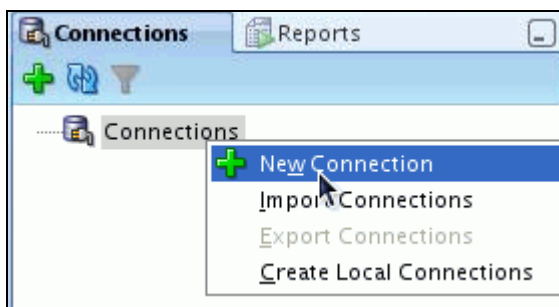 Connections Reports
Connections
New Connection
Import Connections
Export Connections
Create Local Connections